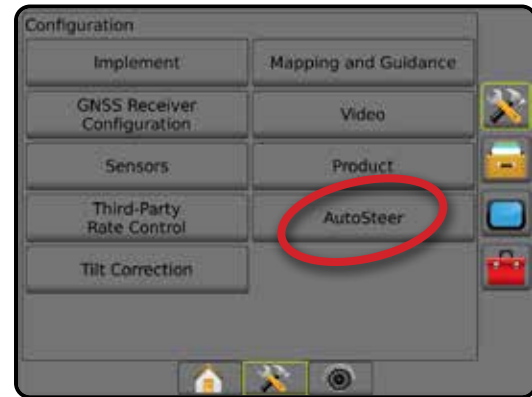 Configuration
Implement
Mapping and Guidance
GNSS Receiver
Configuration
Video
Sensors
Product
Third-Party
Rate Control
AutoSteer
Tilt Correction